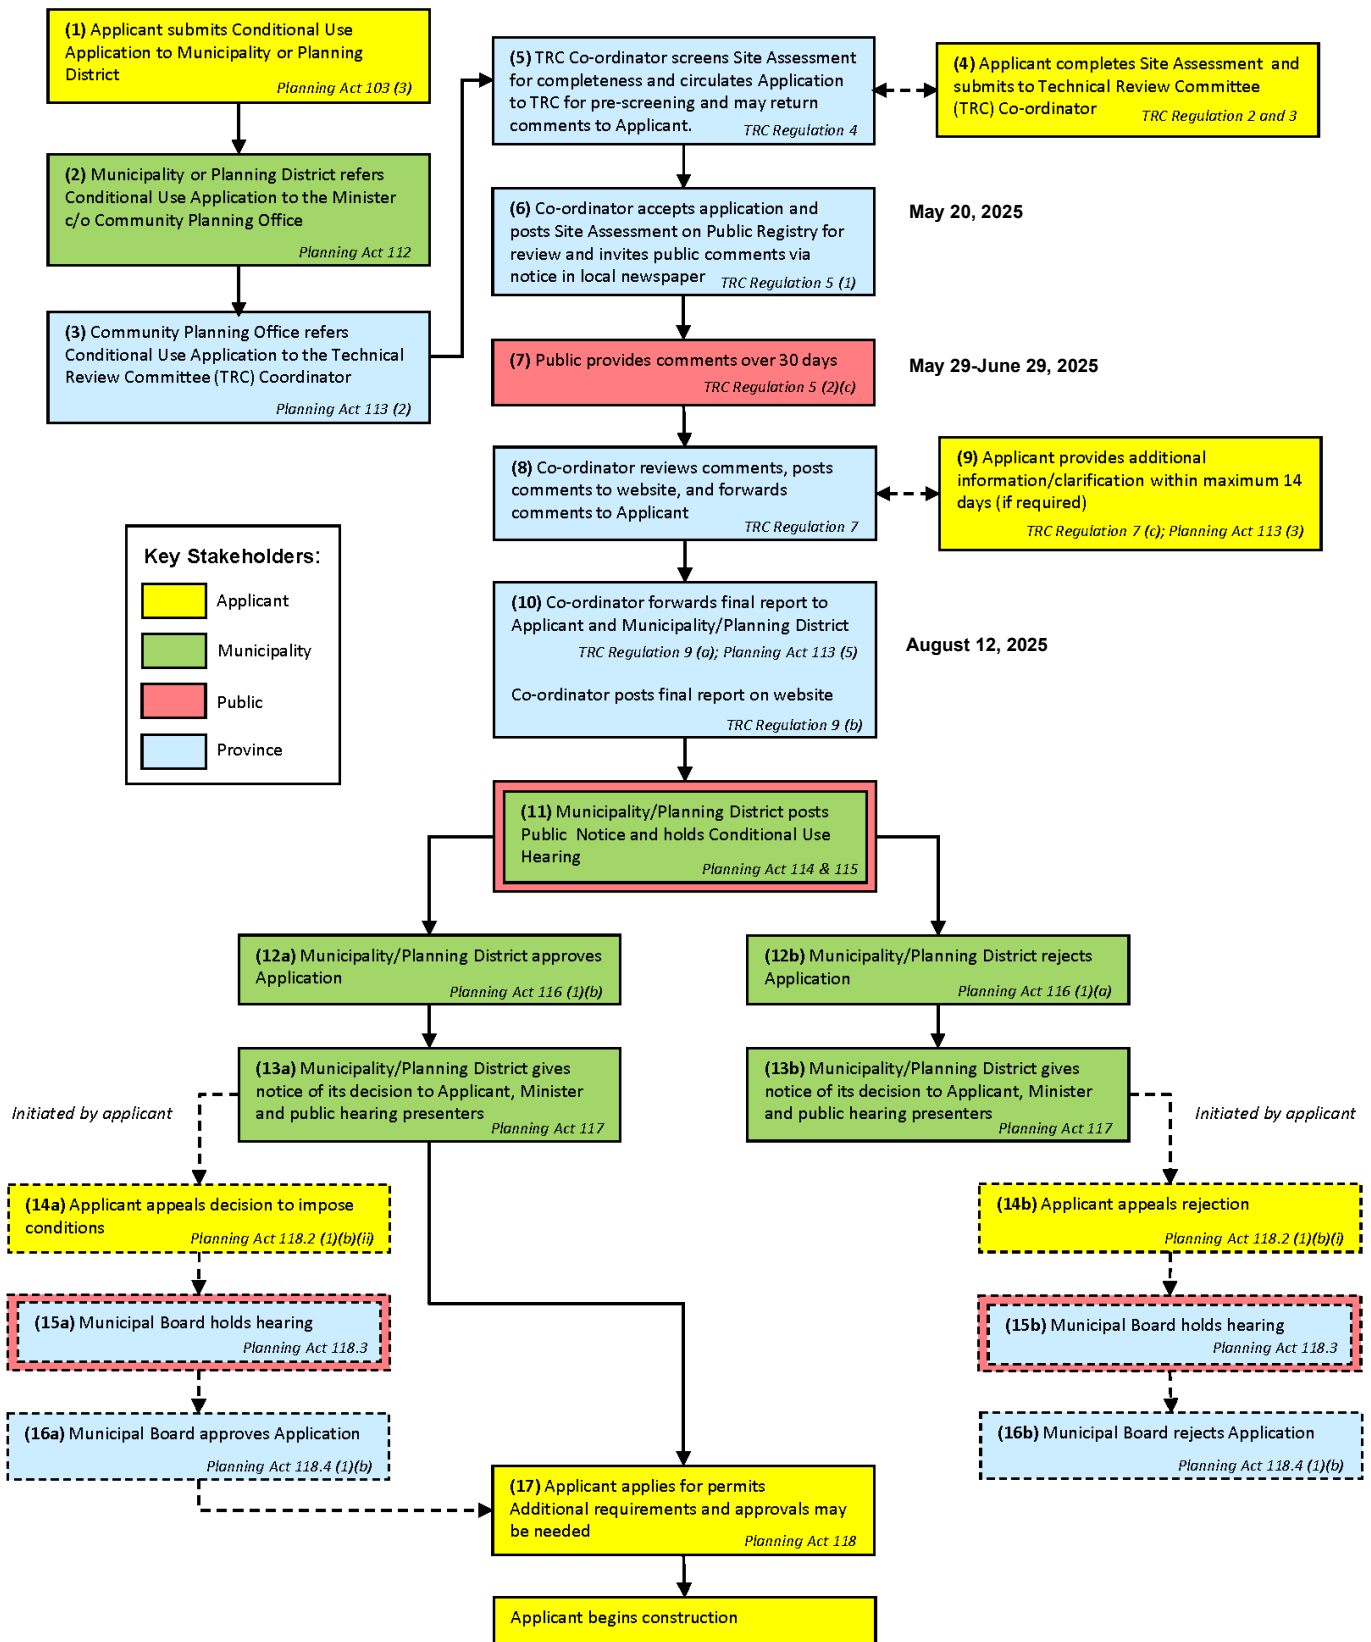 (1) Applicant submits Conditional Use
Application to Municipality or Planning
District
Planning Act 103 (3)
(2) Municipality or Planning District refers
Conditional Use Application to the Minister
c/o Community Planning Office
Planning Act 112
(3) Community Planning Office refers
Conditional Use Application to the Technical
Review Committee (TRC) Coordinator
Planning Act 113 (2)
(5) TRC Co-ordinator screens Site Assessment
for completeness and circulates Application
to TRC for pre-screening and may return
comments to Applicant.
TRC Regulation 4
(4) Applicant completes Site Assessment and
submits to Technical Review Committee
(TRC) Co-ordinator
TRC Regulation 2 and 3
(6) Co-ordinator accepts application and
posts Site Assessment on Public Registry for
review and invites public comments via
notice in local newspaper
TRC Regulation 5 (1)
May 20, 2025
(7) Public provides comments over 30 days
TRC Regulation 5 (2)(c)
May 29-June 29, 2025
(8) Co-ordinator reviews comments, posts
comments to website, and forwards
comments to Applicant
TRC Regulation 7
(9) Applicant provides additional
information/clarification within maximum 14
days (if required)
TRC Regulation 7 (c); Planning Act 113 (3)
Key Stakeholders:
Applicant
Municipality
Public
Province
(10) Co-ordinator forwards final report to
Applicant and Municipality/Planning District
TRC Regulation 9 (a); Planning Act 113 (5)
Co-ordinator posts final report on website
TRC Regulation 9 (b)
August 12, 2025
(11) Municipality/Planning District posts
Public Notice and holds Conditional Use
Hearing
Planning Act 114 & 115
(12a) Municipality/Planning District approves
Application
Planning Act 116 (1)(b)
(12b) Municipality/Planning District rejects
Application
Planning Act 116 (1)(a)
(13a) Municipality/Planning District gives
notice of its decision to Applicant, Minister
and public hearing presenters
Planning Act 117
(13b) Municipality/Planning District gives
notice of its decision to Applicant, Minister
and public hearing presenters
Planning Act 117
Initiated by applicant
Initiated by applicant
(14a) Applicant appeals decision to impose
conditions
Planning Act 118.2 (1)(b)(ii)
(14b) Applicant appeals rejection
Planning Act 118.2 (1)(b)(i)
(15a) Municipal Board holds hearing
Planning Act 118.3
(15b) Municipal Board holds hearing
Planning Act 118.3
(16a) Municipal Board approves Application
Planning Act 118.4 (1)(b)
(16b) Municipal Board rejects Application
Planning Act 118.4 (1)(b)
(17) Applicant applies for permits
Additional requirements and approvals may
be needed
Planning Act 118
Applicant begins construction